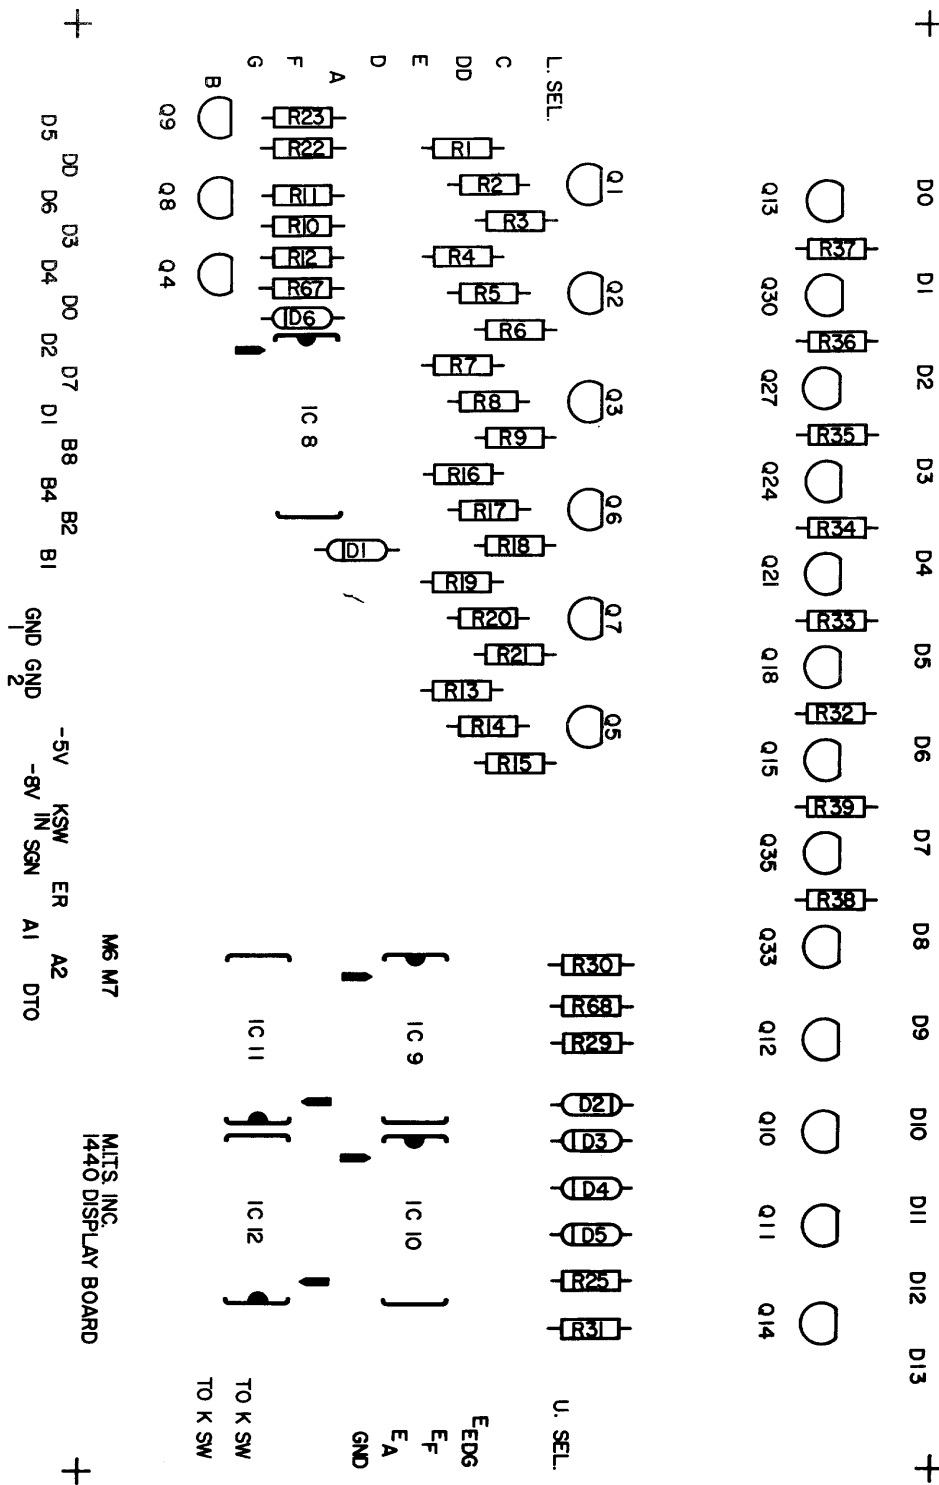 L. SEL.
C
DD
E
D
A
F
G
B
D0
D1
D2
D3
D4
D5
D6
D7
D8
D9
D10
D11
D12
D13
Q13
Q30
Q27
Q24
Q21
Q18
Q15
Q35
Q33
Q12
Q10
Q11
Q14
R37
R36
R35
R34
R33
R32
R39
R38
Q1
Q2
Q3
Q6
Q7
Q5
R1
R2
R3
R4
R5
R6
R7
R8
R9
R16
R17
R18
R19
R20
R21
R13
R14
R15
R23
R22
R11
R10
R12
R67
D6
IC 8
D1
Q9
Q8
Q4
D5
DD
D6
D3
D4
D0
D2
D7
D1
B8
B4
B2
B1
GND
1
GND
2
-5V
-8V
KSW
IN
SGN
ER
A1
A2
DTO
M6 M7
IC 11
IC 9
IC 12
IC 10
R30
R68
R29
D2
D3
D4
D5
R25
R31
M.I.T.S. INC.
1440 DISPLAY BOARD
U. SEL.
EEDG
EF
EA
GND
TO K SW
TO K SW